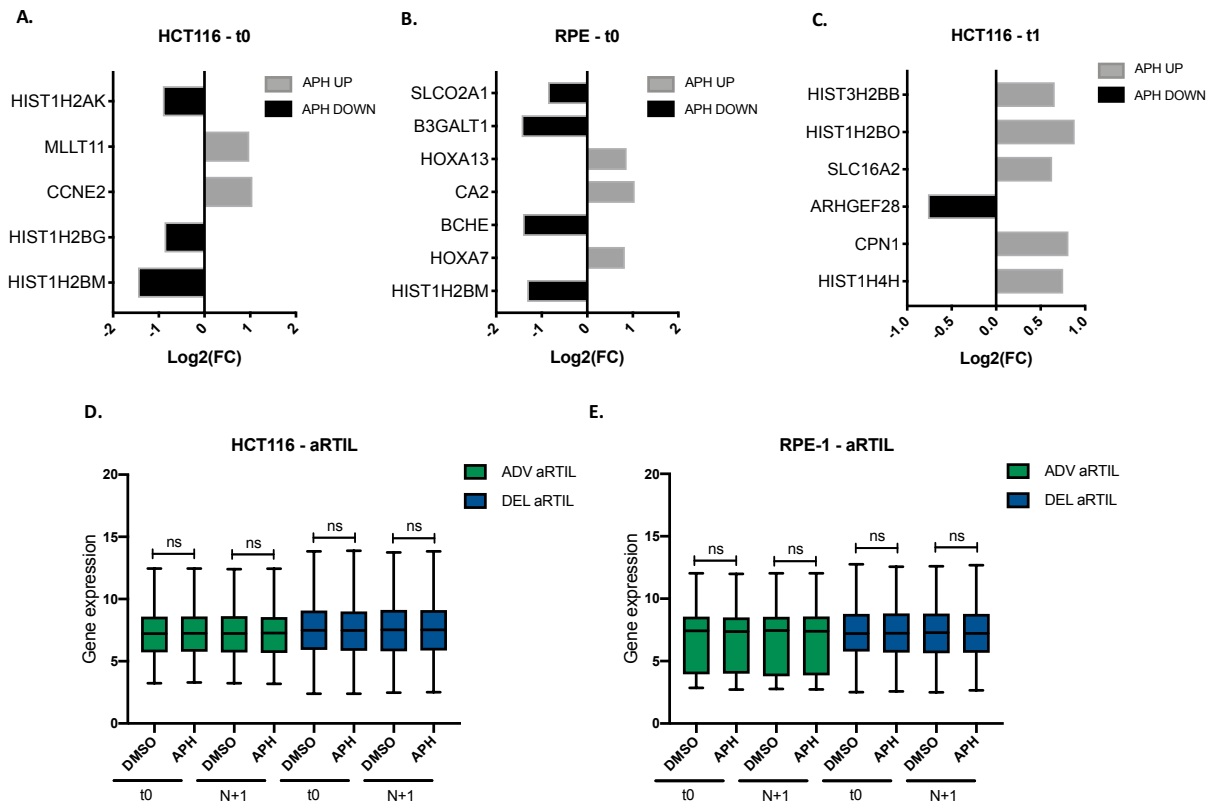 A.
HCT116 - t0
APH UP
APH DOWN
HIST1H2AK
MLLT11
CCNE2
HIST1H2BG
HIST1H2BM
-2 -1 0 1 2
Log2(FC)
B.
RPE - t0
APH UP
APH DOWN
SLCO2A1
B3GALT1
HOXA13
CA2
BCHE
HOXA7
HIST1H2BM
-2 -1 0 1 2
Log2(FC)
C.
HCT116 - t1
APH UP
APH DOWN
HIST3H2BB
HIST1H2BO
SLC16A2
ARHGEF28
CPN1
HIST1H4H
-1.0 -0.5 0.0 0.5 1.0
Log2(FC)
D.
HCT116 - aRTIL
ADV aRTIL
DEL aRTIL
Gene expression
20
15
10
5
0
ns ns ns ns
DMSO APH DMSO APH DMSO APH DMSO APH
t0 N+1 t0 N+1
E.
RPE-1 - aRTIL
ADV aRTIL
DEL aRTIL
Gene expression
20
15
10
5
0
ns ns ns ns
DMSO APH DMSO APH DMSO APH DMSO APH
t0 N+1 t0 N+1